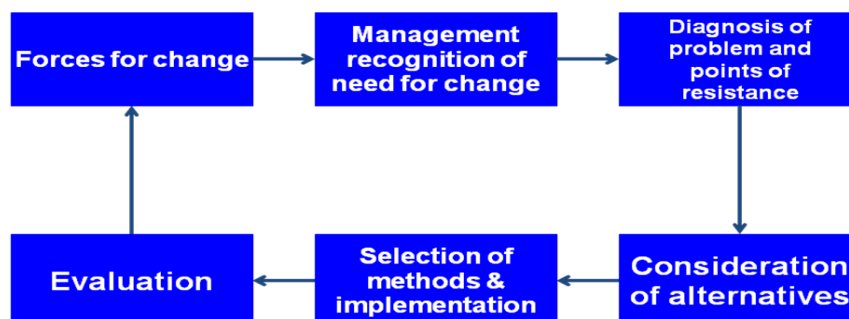 Forces for change
Management
recognition of
need for change
Diagnosis of
problem and
points of
resistance
Consideration
of alternatives
Selection of
methods &
implementation
Evaluation